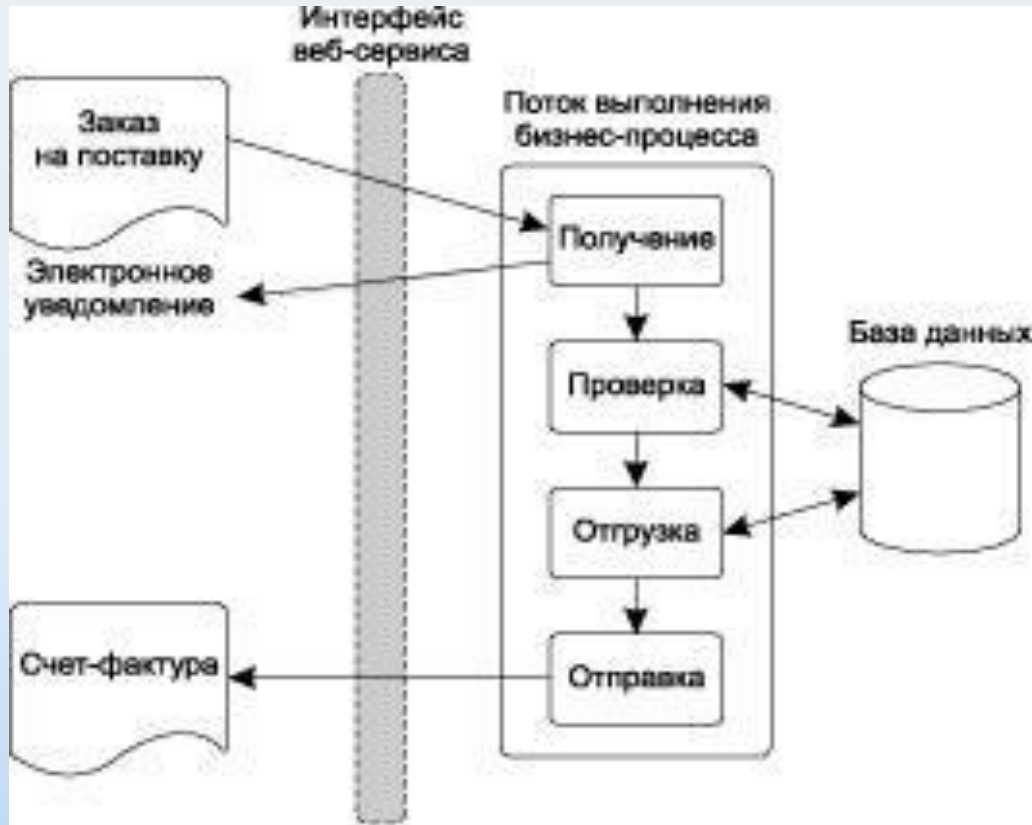 Интерфейс
веб-сервиса
Заказ
на поставку
Поток выполнения
бизнес-процесса
Получение
Электронное
уведомление
База данных
Проверка
Отгрузка
Счет-фактура
Отправка